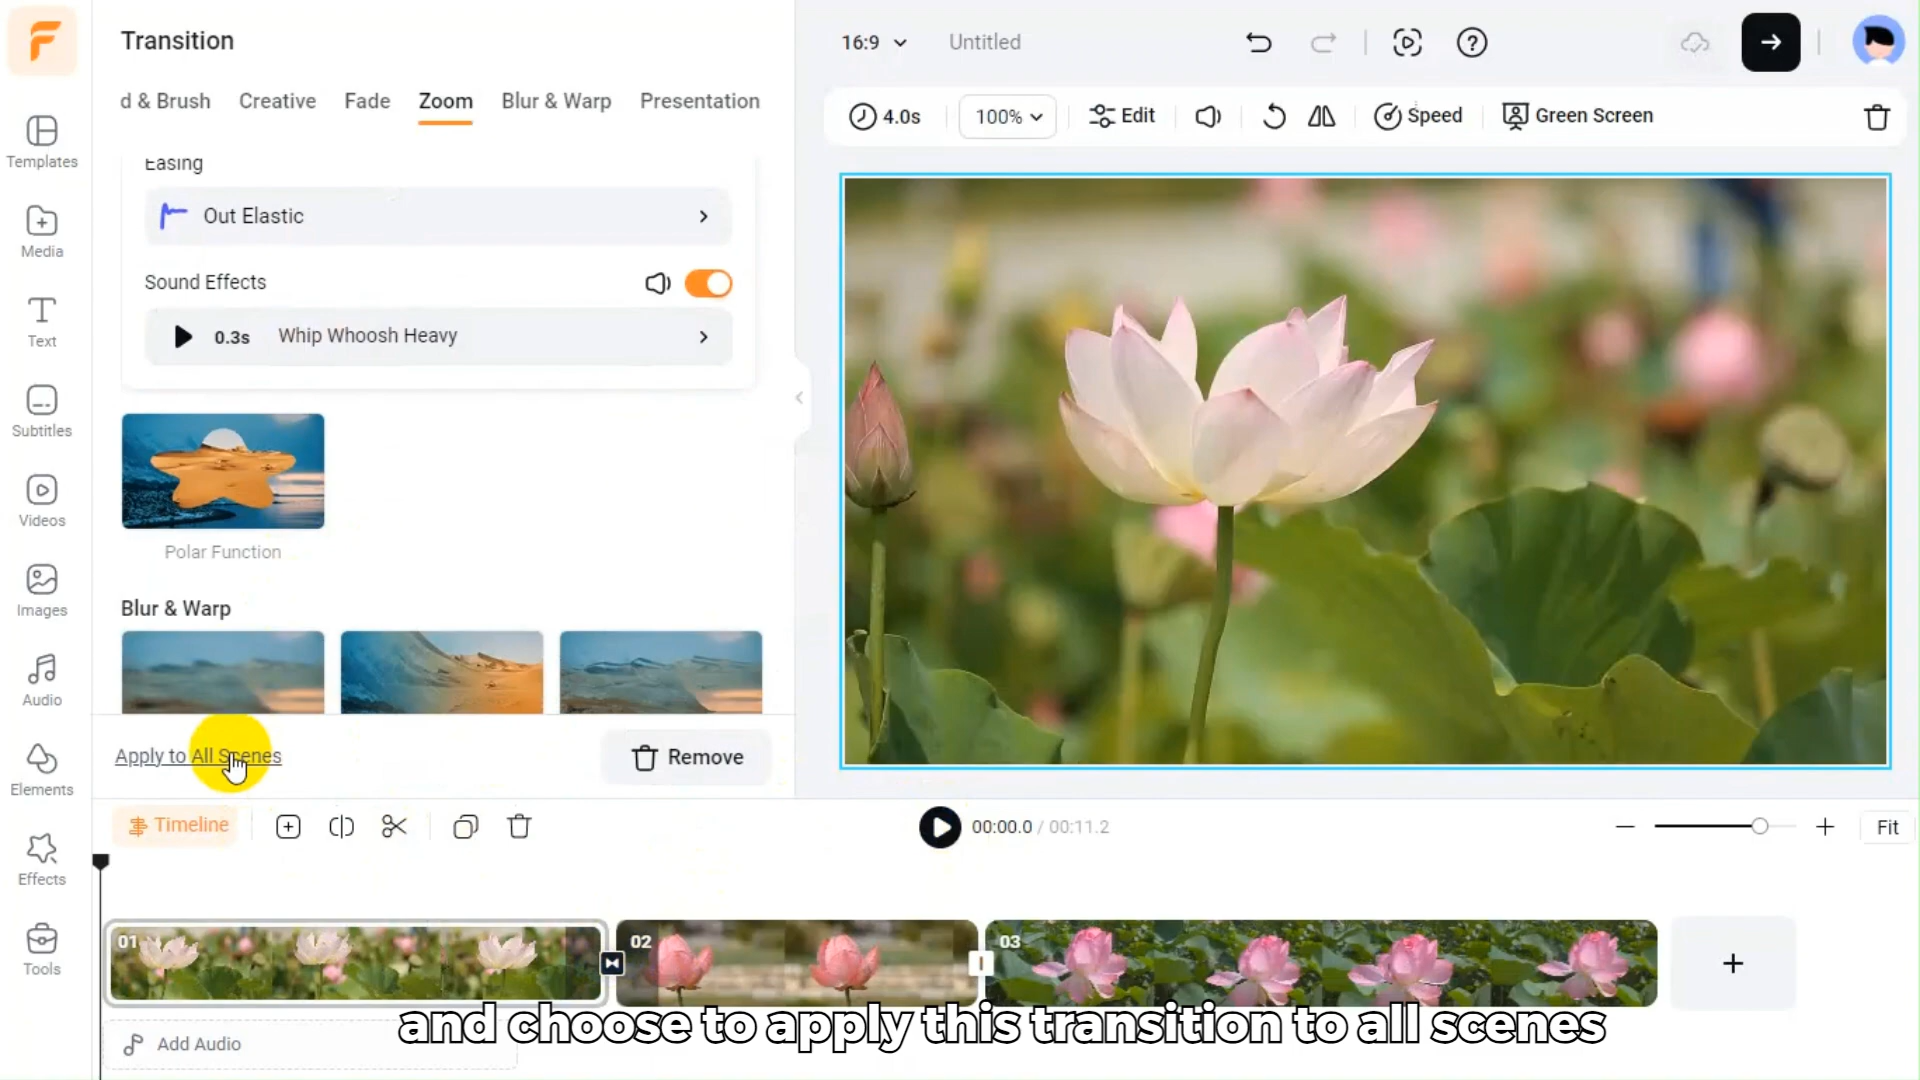 Transition
16:9
Untitled
d & Brush
Creative
Fade
Zoom
Blur & Warp
Presentation
4.0s
100%
Edit
Speed
Green Screen
Templates
Media
Text
Subtitles
Videos
Images
Audio
Elements
Effects
Tools
Easing
Out Elastic
Sound Effects
0.3s Whip Whoosh Heavy
Polar Function
Blur & Warp
Apply to All Scenes
Remove
Timeline
00:00.0 / 00:11.2
Fit
01
02
03
and choose to apply this transition to all scenes
Add Audio